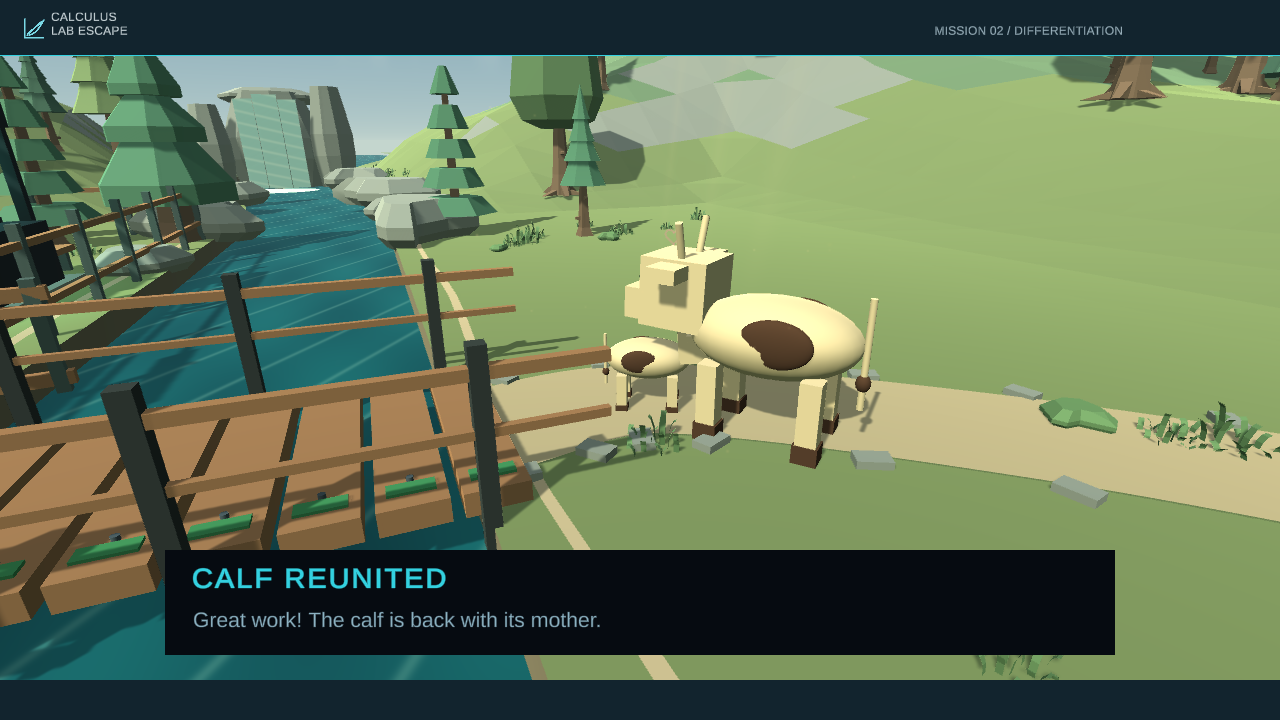 CALCULUS
LAB ESCAPE
MISSION 02 / DIFFERENTIATION
CALF REUNITED
Great work! The calf is back with its mother.